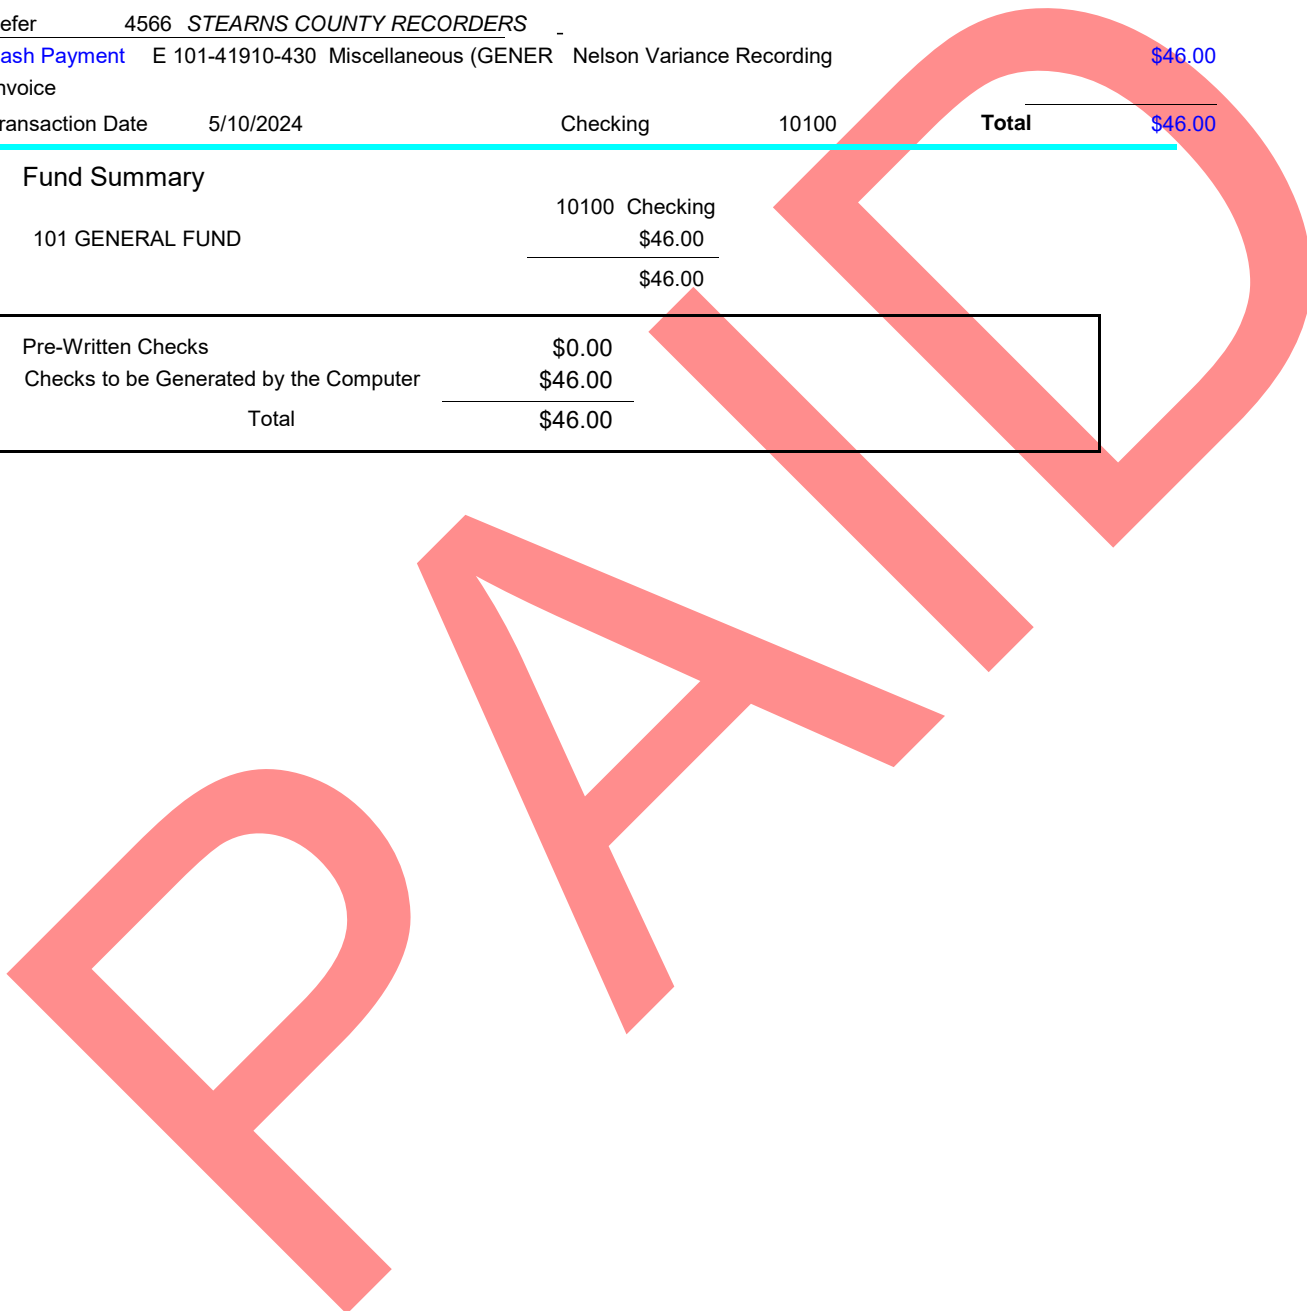 efer 4566 STEARNS COUNTY RECORDERS -
ash Payment E 101-41910-430 Miscellaneous (GENER Nelson Variance Recording $46.00
nvoice
ransaction Date 5/10/2024 Checking 10100 Total $46.00
Fund Summary
10100 Checking
101 GENERAL FUND $46.00
$46.00
Pre-Written Checks $0.00
Checks to be Generated by the Computer $46.00
Total $46.00
PAID